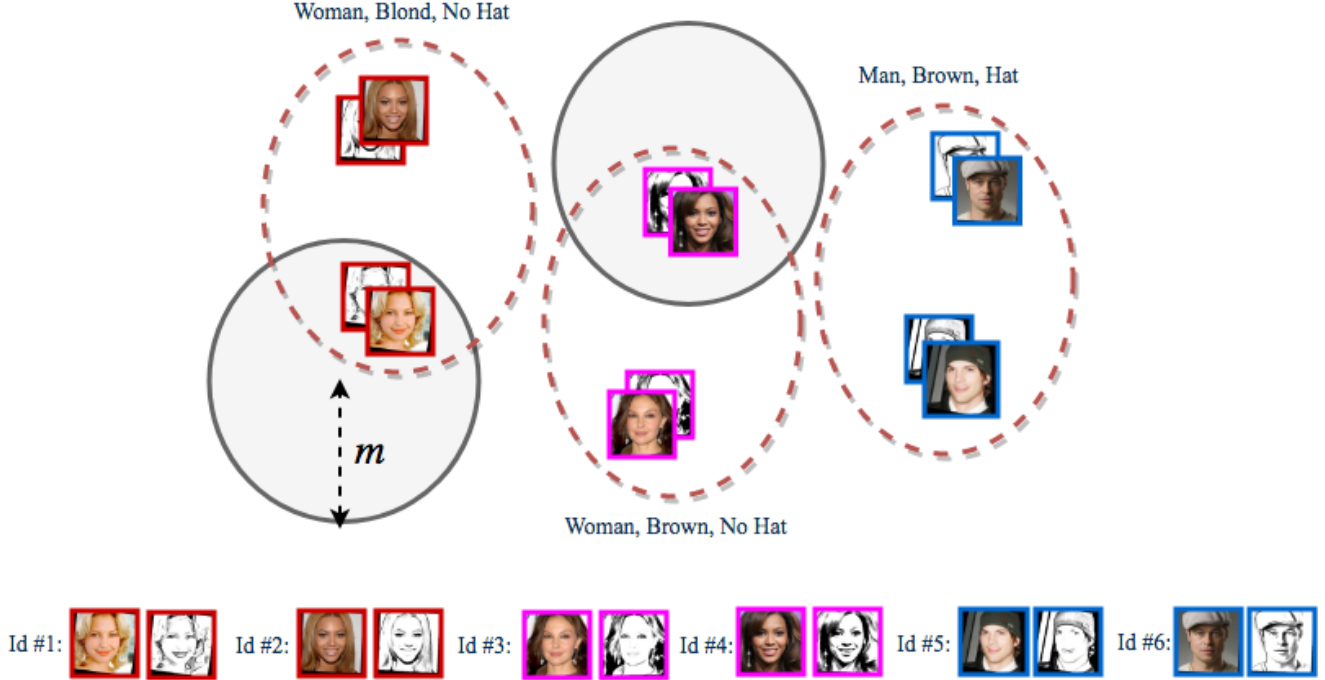 Woman, Blond, No Hat
Man, Brown, Hat
m
Woman, Brown, No Hat
Id #1: Id #2: Id #3: Id #4: Id #5: Id #6: